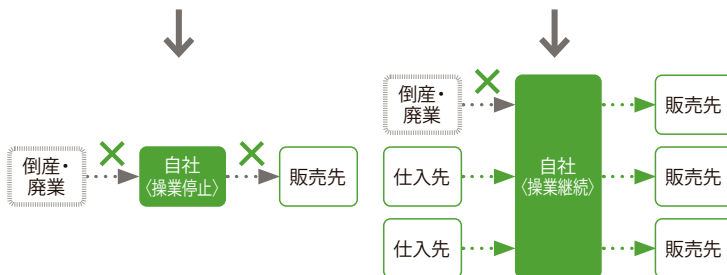 倒産・
廃業
自社
〈操業停止〉
販売先
倒産・
廃業
仕入先
仕入先
自社
〈操業継続〉
販売先
販売先
販売先